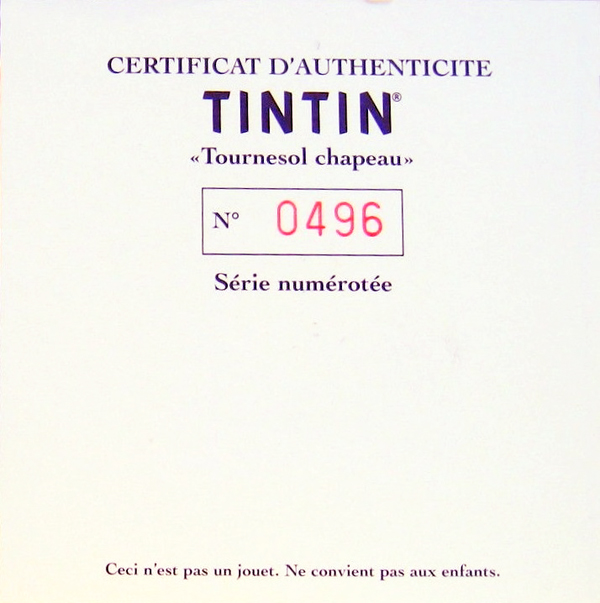 CERTIFICAT D'AUTHENTICITE
TINTIN®
«Tournesol chapeau»
N° 0496
Série numérotée
Ceci n'est pas un jouet. Ne convient pas aux enfants.